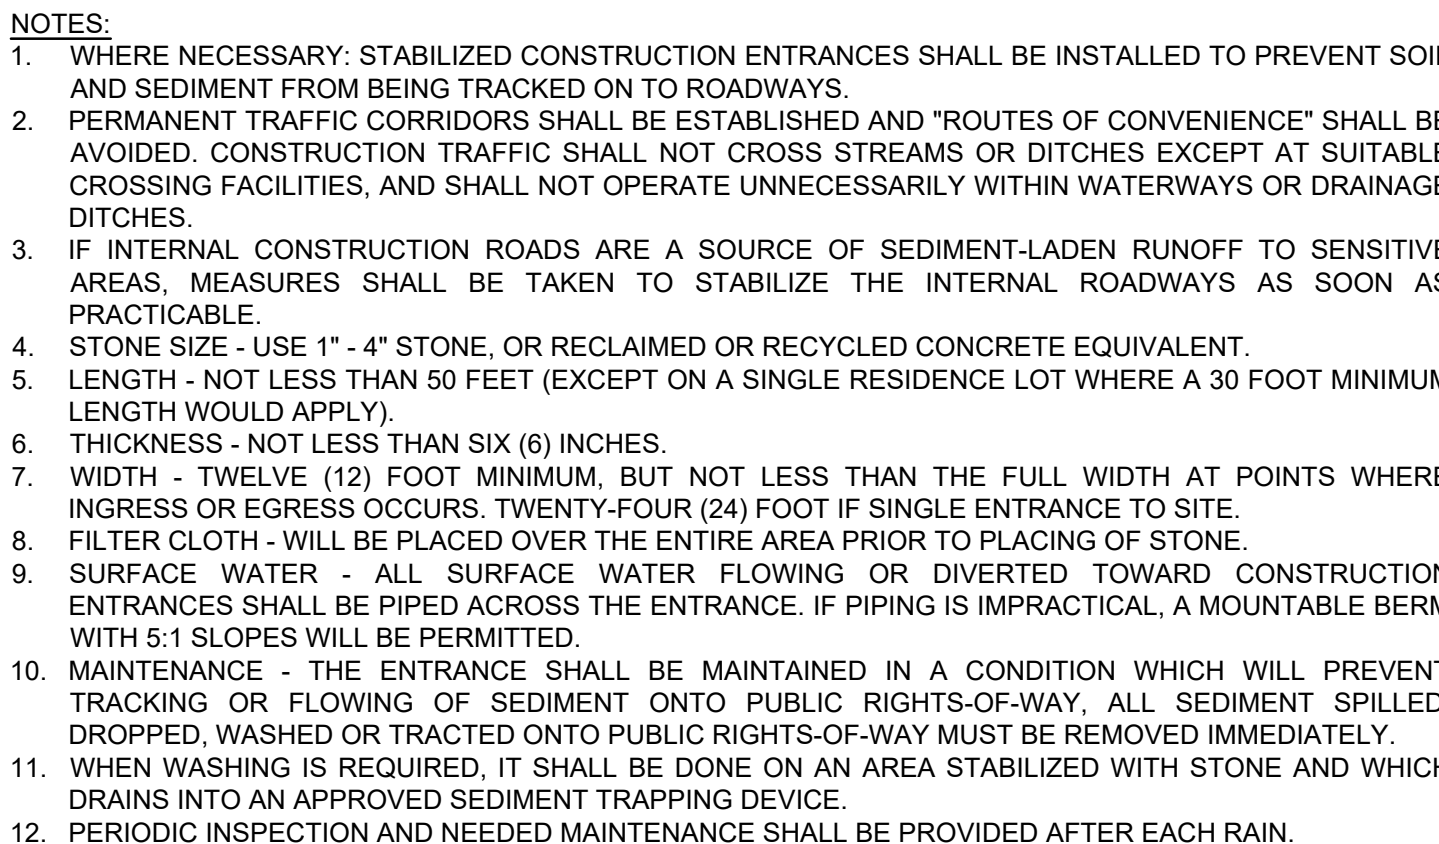 NOTES:
1. WHERE NECESSARY: STABILIZED CONSTRUCTION ENTRANCES SHALL BE INSTALLED TO PREVENT SOIL
AND SEDIMENT FROM BEING TRACKED ON TO ROADWAYS.
2. PERMANENT TRAFFIC CORRIDORS SHALL BE ESTABLISHED AND "ROUTES OF CONVENIENCE" SHALL BE
AVOIDED. CONSTRUCTION TRAFFIC SHALL NOT CROSS STREAMS OR DITCHES EXCEPT AT SUITABLE
CROSSING FACILITIES, AND SHALL NOT OPERATE UNNECESSARILY WITHIN WATERWAYS OR DRAINAGE
DITCHES.
3. IF INTERNAL CONSTRUCTION ROADS ARE A SOURCE OF SEDIMENT-LADEN RUNOFF TO SENSITIVE
AREAS, MEASURES SHALL BE TAKEN TO STABILIZE THE INTERNAL ROADWAYS AS SOON AS
PRACTICABLE.
4. STONE SIZE - USE 1" - 4" STONE, OR RECLAIMED OR RECYCLED CONCRETE EQUIVALENT.
5. LENGTH - NOT LESS THAN 50 FEET (EXCEPT ON A SINGLE RESIDENCE LOT WHERE A 30 FOOT MINIMUM
LENGTH WOULD APPLY).
6. THICKNESS - NOT LESS THAN SIX (6) INCHES.
7. WIDTH - TWELVE (12) FOOT MINIMUM, BUT NOT LESS THAN THE FULL WIDTH AT POINTS WHERE
INGRESS OR EGRESS OCCURS. TWENTY-FOUR (24) FOOT IF SINGLE ENTRANCE TO SITE.
8. FILTER CLOTH - WILL BE PLACED OVER THE ENTIRE AREA PRIOR TO PLACING OF STONE.
9. SURFACE WATER - ALL SURFACE WATER FLOWING OR DIVERTED TOWARD CONSTRUCTION
ENTRANCES SHALL BE PIPED ACROSS THE ENTRANCE. IF PIPING IS IMPRACTICAL, A MOUNTABLE BERM
WITH 5:1 SLOPES WILL BE PERMITTED.
10. MAINTENANCE - THE ENTRANCE SHALL BE MAINTAINED IN A CONDITION WHICH WILL PREVENT
TRACKING OR FLOWING OF SEDIMENT ONTO PUBLIC RIGHTS-OF-WAY, ALL SEDIMENT SPILLED,
DROPPED, WASHED OR TRACTED ONTO PUBLIC RIGHTS-OF-WAY MUST BE REMOVED IMMEDIATELY.
11. WHEN WASHING IS REQUIRED, IT SHALL BE DONE ON AN AREA STABILIZED WITH STONE AND WHICH
DRAINS INTO AN APPROVED SEDIMENT TRAPPING DEVICE.
12. PERIODIC INSPECTION AND NEEDED MAINTENANCE SHALL BE PROVIDED AFTER EACH RAIN.